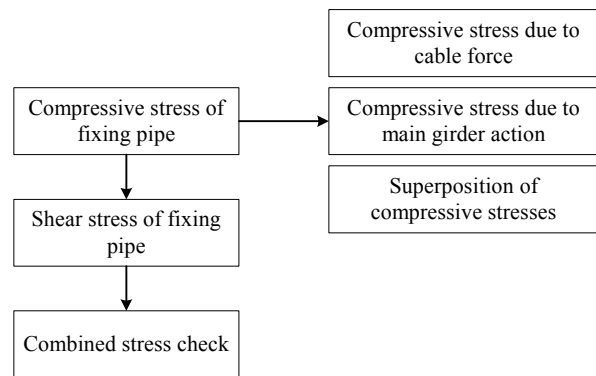 Compressive stress due to
cable force
Compressive stress of
fixing pipe
Compressive stress due to
main girder action
Superposition of
compressive stresses
Shear stress of fixing
pipe
Combined stress check